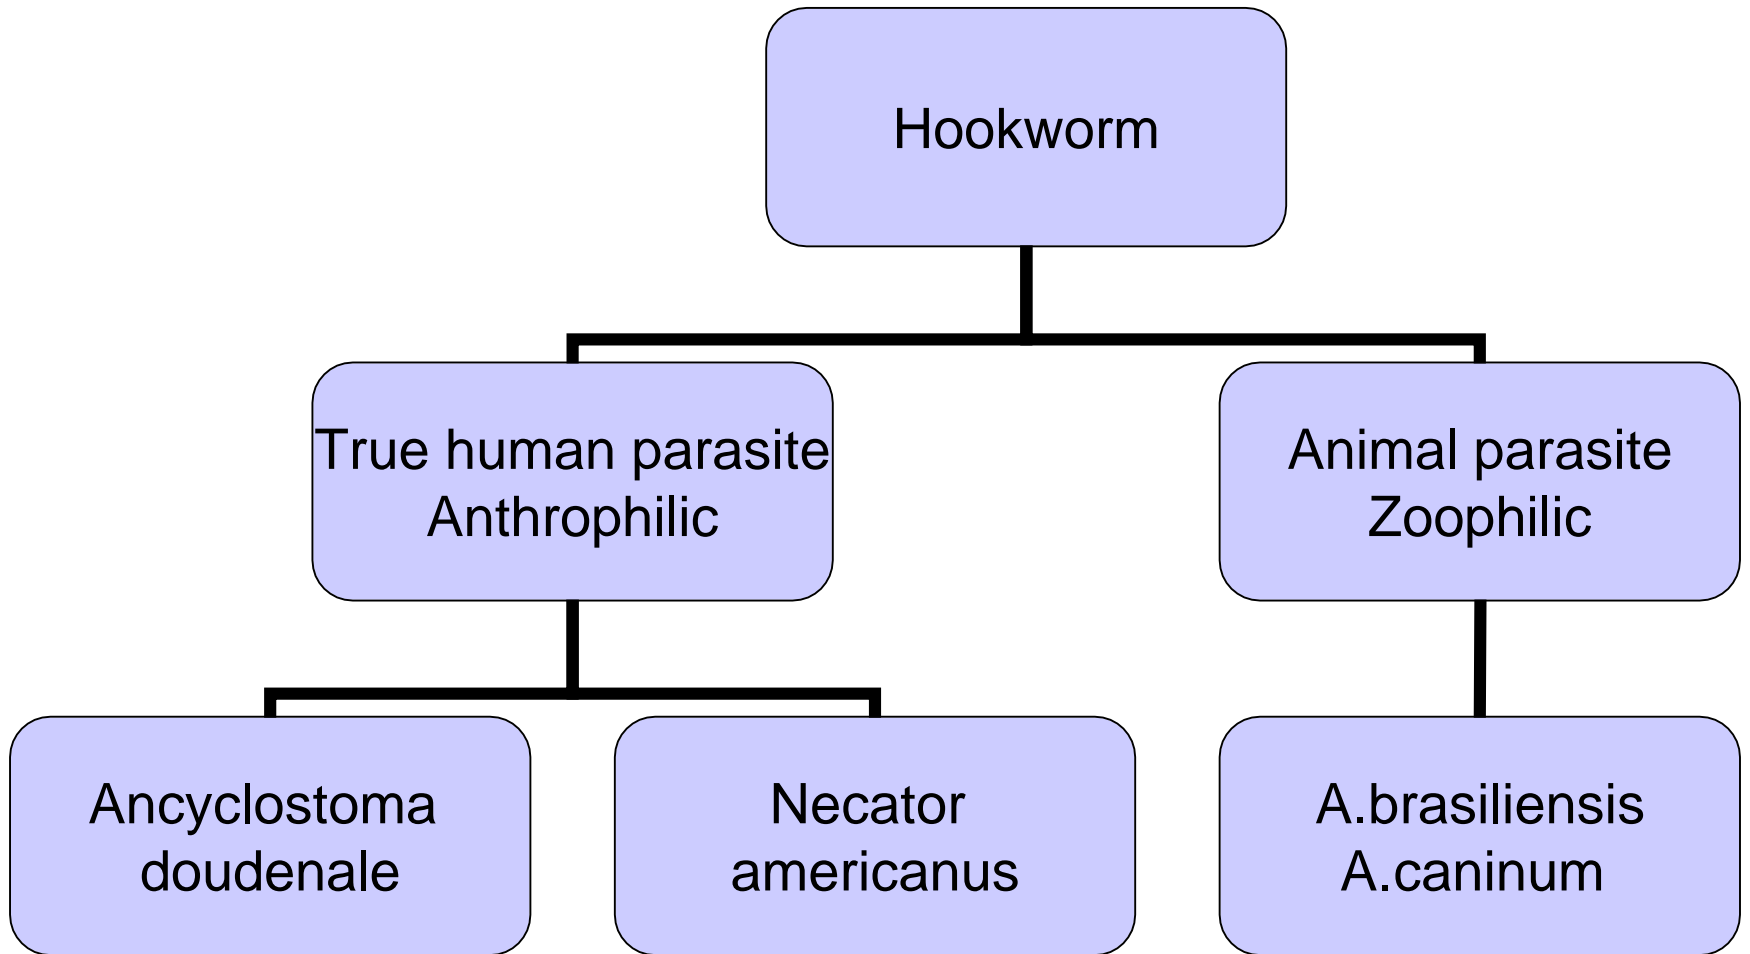 Hookworm
True human parasite
Anthrophilic
Animal parasite
Zoophilic
Ancyclostoma
doudenale
Necator
americanus
A.brasiliensis
A.caninum